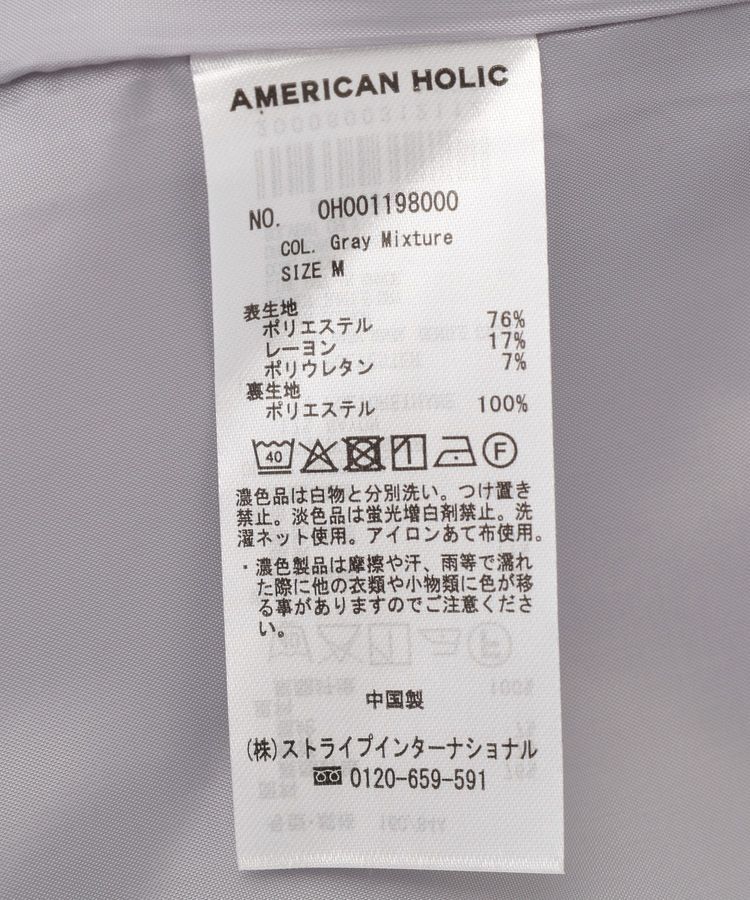 AMERICAN HOLIC
NO. 0H001198000
COL. Gray Mixture
SIZE M
表生地
ポリエステル 76%
レーヨン 17%
ポリウレタン 7%
裏生地
ポリエステル 100%
40 F
濃色品は白物と分別洗い。つけ置き
禁止。淡色品は蛍光増白剤禁止。洗
濯ネット使用。アイロンあて布使用。
・濃色製品は摩擦や汗、雨等で濡れ
た際に他の衣類や小物類に色が移
る事がありますのでご注意くださ
い。
中国製
(株)ストライプインターナショナル
0120-659-591